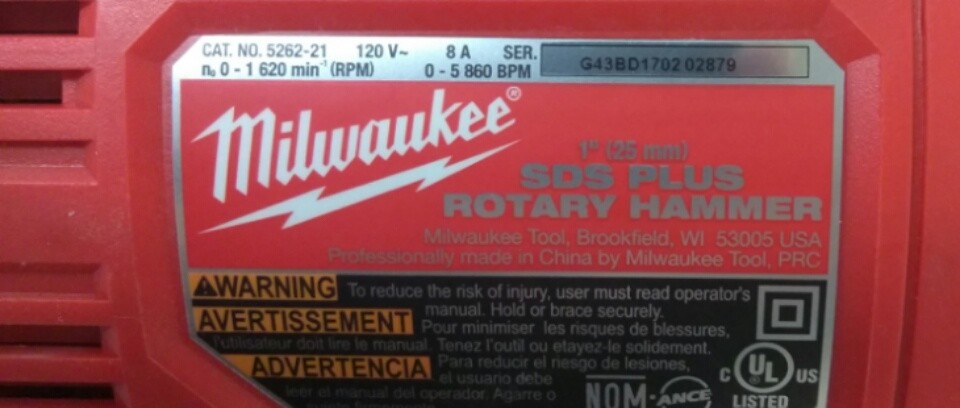 CAT. NO. 5262-21 120 V~ 8 A SER. G43BD1702 02879
n₀ 0 - 1 620 min⁻¹ (RPM) 0 - 5 860 BPM
Milwaukee®
1" (25 mm)
SDS PLUS
ROTARY HAMMER
Milwaukee Tool, Brookfield, WI 53005 USA
Professionally made in China by Milwaukee Tool, PRC
WARNING To reduce the risk of injury, user must read operator's
manual. Hold or brace securely.
AVERTISSEMENT Pour minimiser les risques de blessures,
l'utilisateur doit lire le manuel. Tenez l'outil ou etayez-le solidement.
ADVERTENCIA Para reducir el riesgo de lesiones,
el usuario debe
leer el manual del operador. Agarre o
C UL US
LISTED
NOM-ANCE